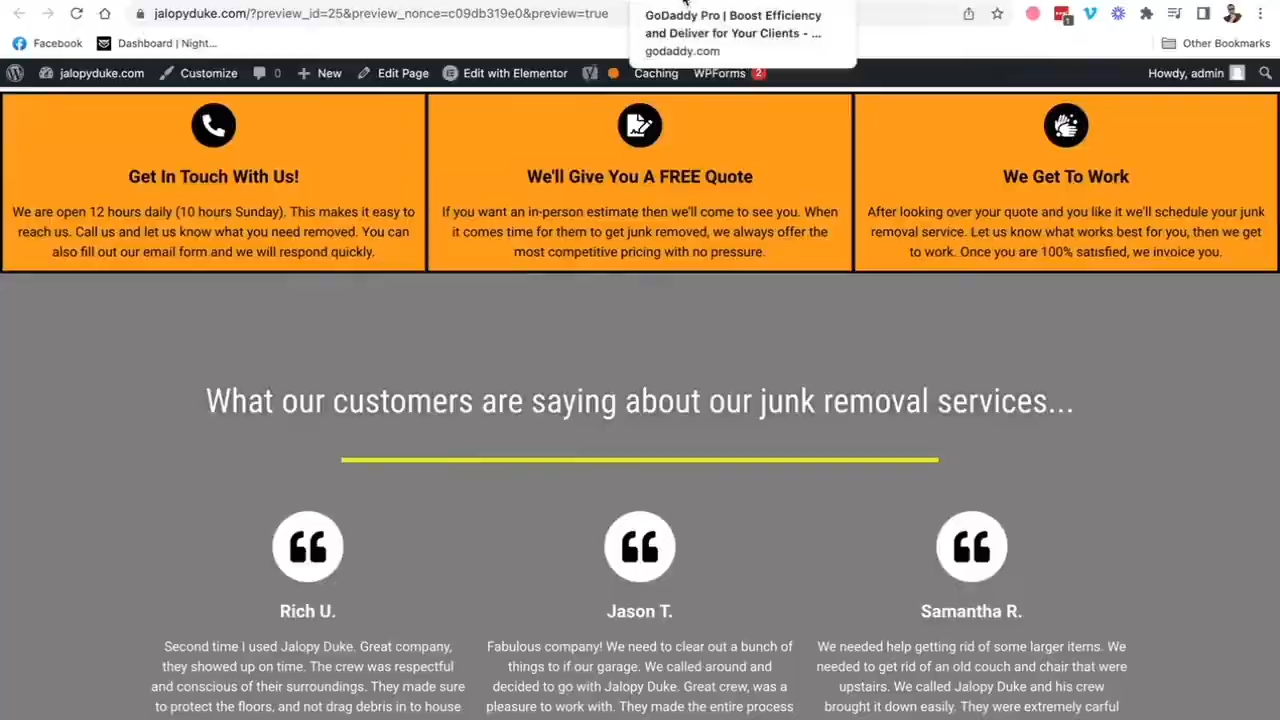 jalopyduke.com/?preview_id=25&preview_nonce=c09db319e0&preview=true
GoDaddy Pro | Boost Efficiency
and Deliver for Your Clients - ...
godaddy.com
1
Facebook
Dashboard | Night...
Other Bookmarks
jalopyduke.com
Customize
0
New
Edit Page
Edit with Elementor
Caching
WPForms 2
Howdy, admin
Get In Touch With Us!
We are open 12 hours daily (10 hours Sunday). This makes it easy to
reach us. Call us and let us know what you need removed. You can
also fill out our email form and we will respond quickly.
We'll Give You A FREE Quote
If you want an in-person estimate then we'll come to see you. When
it comes time for them to get junk removed, we always offer the
most competitive pricing with no pressure.
We Get To Work
After looking over your quote and you like it we'll schedule your junk
removal service. Let us know what works best for you, then we get
to work. Once you are 100% satisfied, we invoice you.
What our customers are saying about our junk removal services...
Rich U.
Second time I used Jalopy Duke. Great company,
they showed up on time. The crew was respectful
and conscious of their surroundings. They made sure
to protect the floors, and not drag debris in to house
Jason T.
Fabulous company! We need to clear out a bunch of
things to if our garage. We called around and
decided to go with Jalopy Duke. Great crew, was a
pleasure to work with. They made the entire process
Samantha R.
We needed help getting rid of some larger items. We
needed to get rid of an old couch and chair that were
upstairs. We called Jalopy Duke and his crew
brought it down easily. They were extremely carful